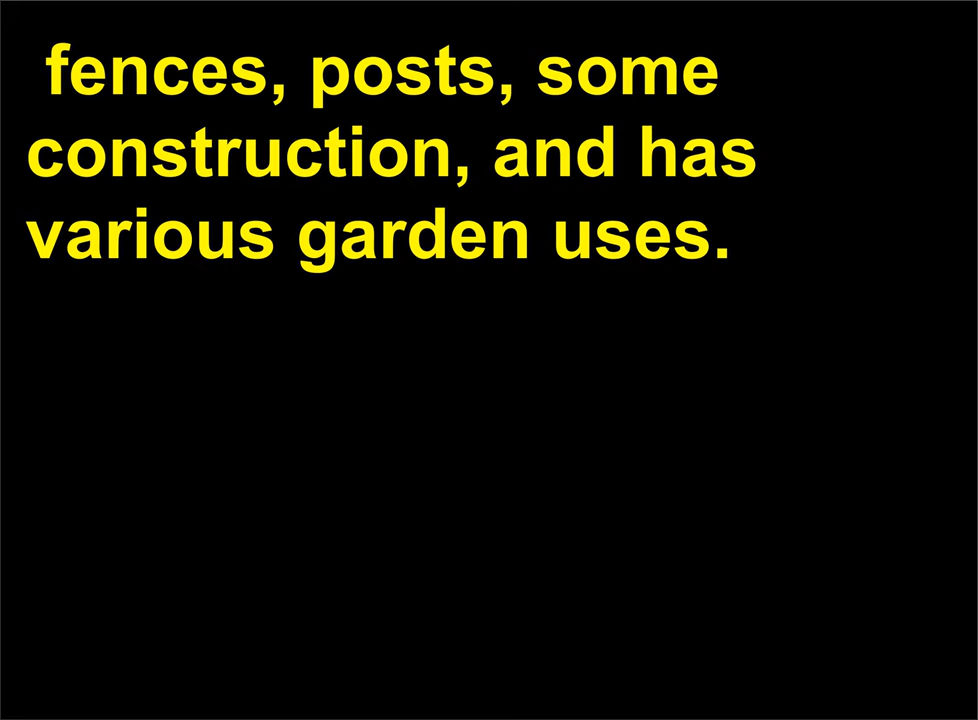 fences, posts, some
construction, and has
various garden uses.